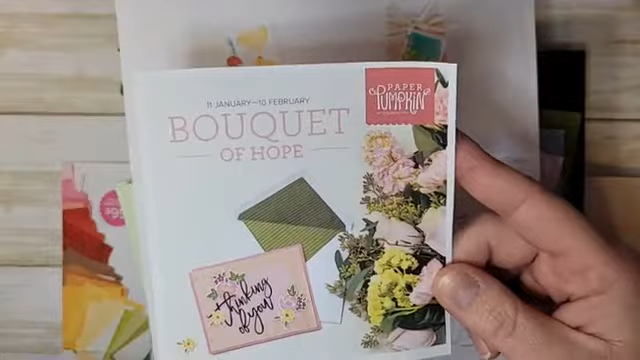 11 JANUARY—10 FEBRUARY
BOUQUET
OF HOPE
PAPER
PUMPKIN
thinking
of you